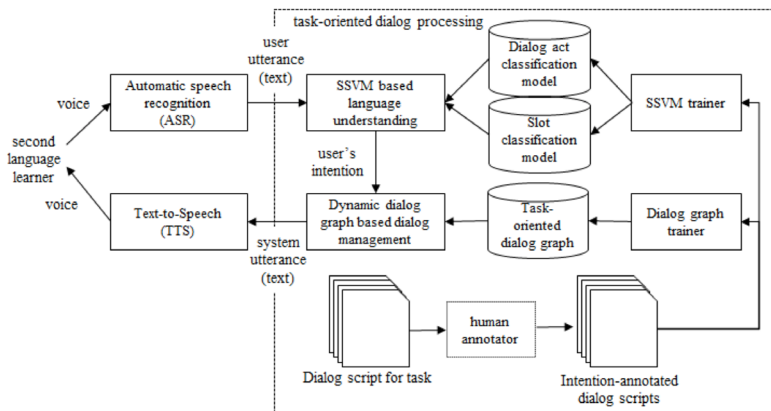 task-oriented dialog processing
user
utterance
(text)
Dialog act
classification
model
Automatic speech
recognition
(ASR)
SSVM based
language
understanding
SSVM trainer
voice
Slot
classification
model
second
language
learner
user's
intention
voice
Text-to-Speech
(TTS)
Dynamic dialog
graph based dialog
management
Task-
oriented
dialog graph
Dialog graph
trainer
system
utterance
(text)
human
annotator
Dialog script for task
Intention-annotated
dialog scripts